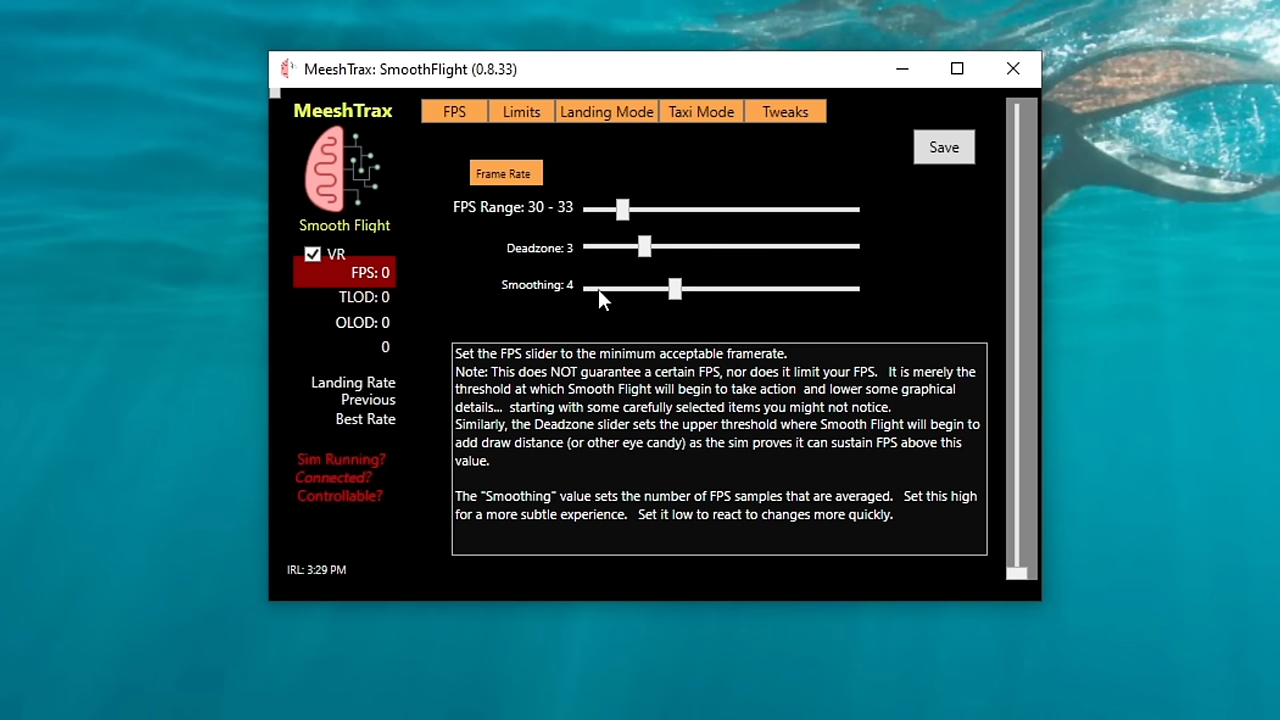 MeeshTrax: SmoothFlight (0.8.33)
MeeshTrax
FPS
Limits
Landing Mode
Taxi Mode
Tweaks
Save
Frame Rate
Smooth Flight
FPS Range: 30 - 33
Deadzone: 3
Smoothing: 4
VR
FPS: 0
TLOD: 0
OLOD: 0
0
Landing Rate
Previous
Best Rate
Sim Running?
Connected?
Controllable?
IRL: 3:29 PM
Set the FPS slider to the minimum acceptable framerate.
Note: This does NOT guarantee a certain FPS, nor does it limit your FPS. It is merely the
threshold at which Smooth Flight will begin to take action and lower some graphical
details... starting with some carefully selected items you might not notice.
Similarly, the Deadzone slider sets the upper threshold where Smooth Flight will begin to
add draw distance (or other eye candy) as the sim proves it can sustain FPS above this
value.
The "Smoothing" value sets the number of FPS samples that are averaged. Set this high
for a more subtle experience. Set it low to react to changes more quickly.